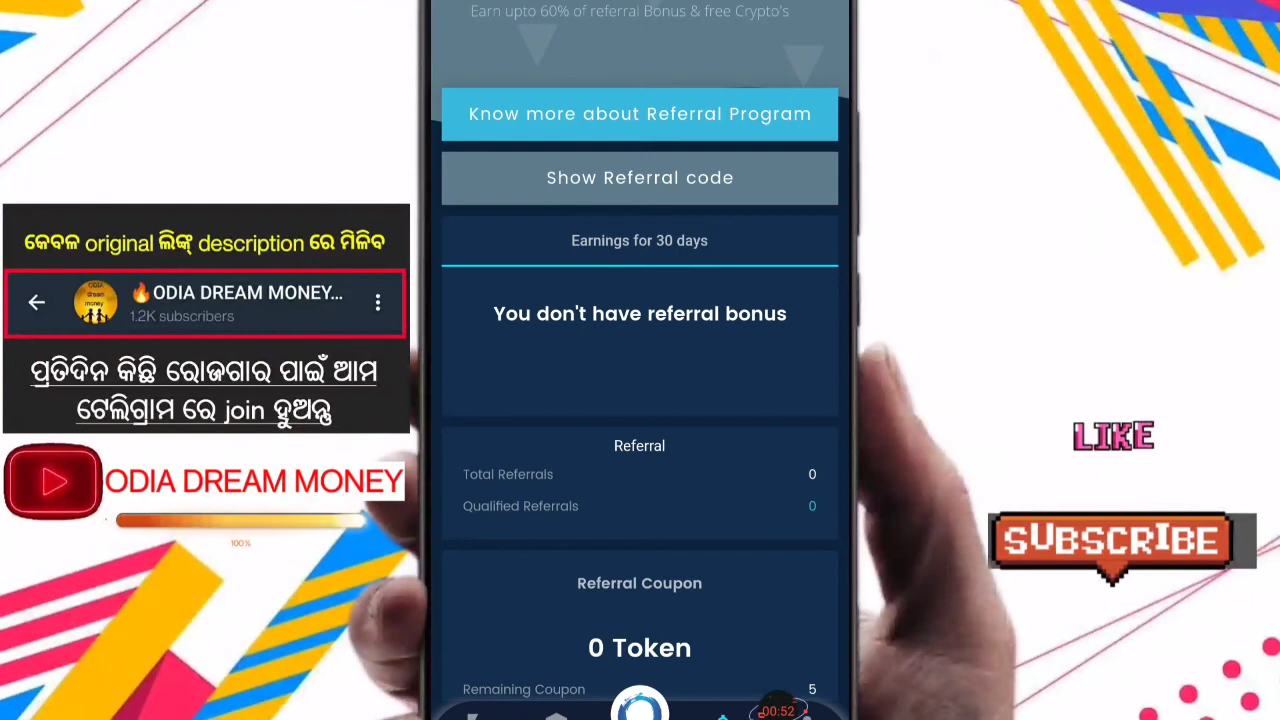 Earn upto 60% of referral Bonus & free Crypto's
Know more about Referral Program
Show Referral code
Earnings for 30 days
You don't have referral bonus
Referral
Total Referrals 0
Qualified Referrals 0
Referral Coupon
0 Token
Remaining Coupon 5
00:52
କେବଳ original ଲିଙ୍କ୍ description ରେ ମିଳିବ
🔥ODIA DREAM MONEY...
1.2K subscribers
ODIA
dream
money
ପ୍ରତିଦିନ କିଛି ରୋଜଗାର ପାଇଁ ଆମ
ଟେଲିଗ୍ରାମ ରେ join ହୁଅନ୍ତୁ
ODIA DREAM MONEY
100%
LIKE
SUBSCRIBE